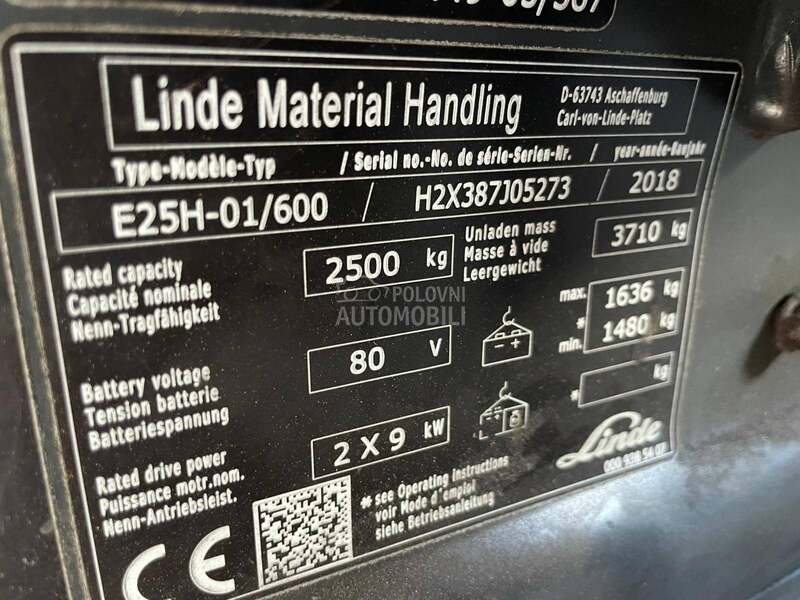 Linde Material Handling
D-63743 Aschaffenburg
Carl-von-Linde-Platz
Type-Modèle-Typ / Serial no.-No. de série-Serien-Nr. / year-année-Baujahr
E25H-01/600 / H2X387J05273 / 2018
Rated capacity
Capacité nominale
Nenn-Tragfähigkeit
2500 kg
Unladen mass
Masse à vide
Leergewicht
3710 kg
POLOVNI
AUTOMOBILI
Battery voltage
Tension batterie
Batteriespannung
80 V
- +
max. 1636 kg
*
min. 1480 kg
Rated drive power
Puissance motr.nom.
Nenn-Antriebsleist.
2 X 9 kW
* kg
* see Operating Instructions
voir Mode d'emploi
siehe Betriebsanleitung
Linde
000 938 54 07
CE